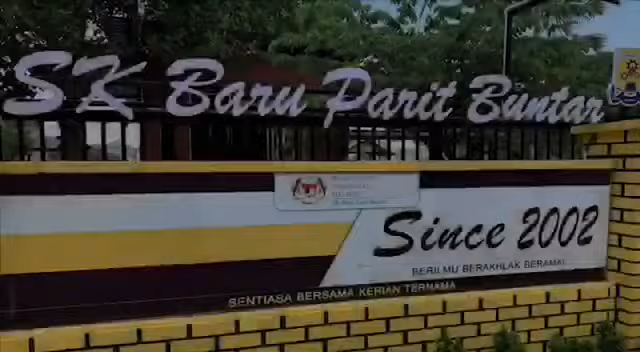 SK Baru Parit Buntar
Since 2002
BERILMU BERAKHLAK BERAMAL
SENTIASA BERSAMA KERIAN TERNAMA